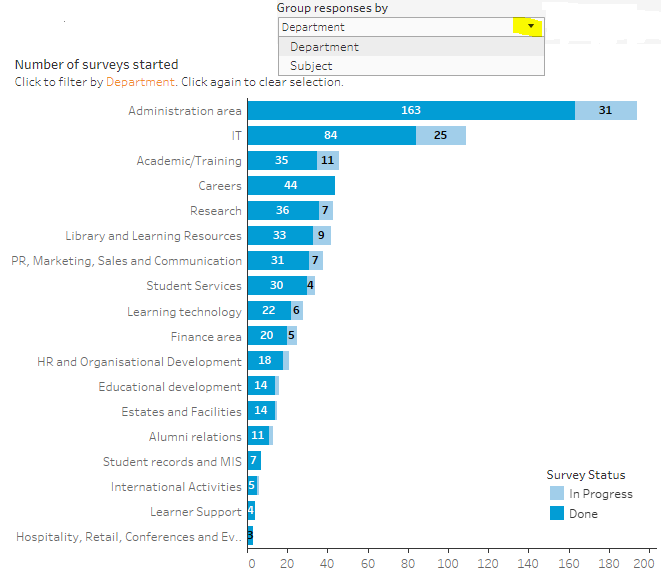 Group responses by
Department
Department
Subject
Number of surveys started
Click to filter by Department. Click again to clear selection.
Administration area 163 31
IT 84 25
Academic/Training 35 11
Careers 44
Research 36 7
Library and Learning Resources 33 9
PR, Marketing, Sales and Communication 31 7
Student Services 30 4
Learning technology 22 6
Finance area 20 5
HR and Organisational Development 18
Educational development 14
Estates and Facilities 14
Alumni relations 11
Student records and MIS 7
International Activities 5
Learner Support 4
Hospitality, Retail, Conferences and Ev.. 3
Survey Status
In Progress
Done
0 20 40 60 80 100 120 140 160 180 200